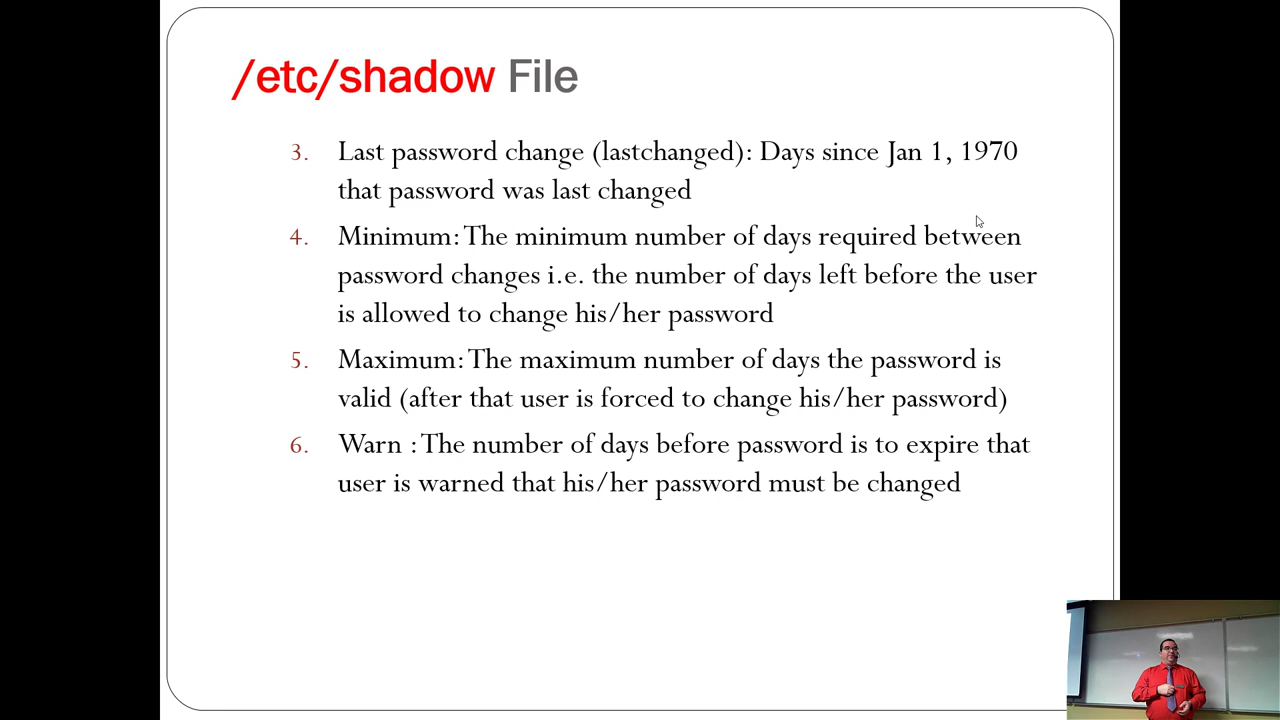 /etc/shadow File
3. Last password change (lastchanged): Days since Jan 1, 1970
that password was last changed
4. Minimum: The minimum number of days required between
password changes i.e. the number of days left before the user
is allowed to change his/her password
5. Maximum: The maximum number of days the password is
valid (after that user is forced to change his/her password)
6. Warn : The number of days before password is to expire that
user is warned that his/her password must be changed